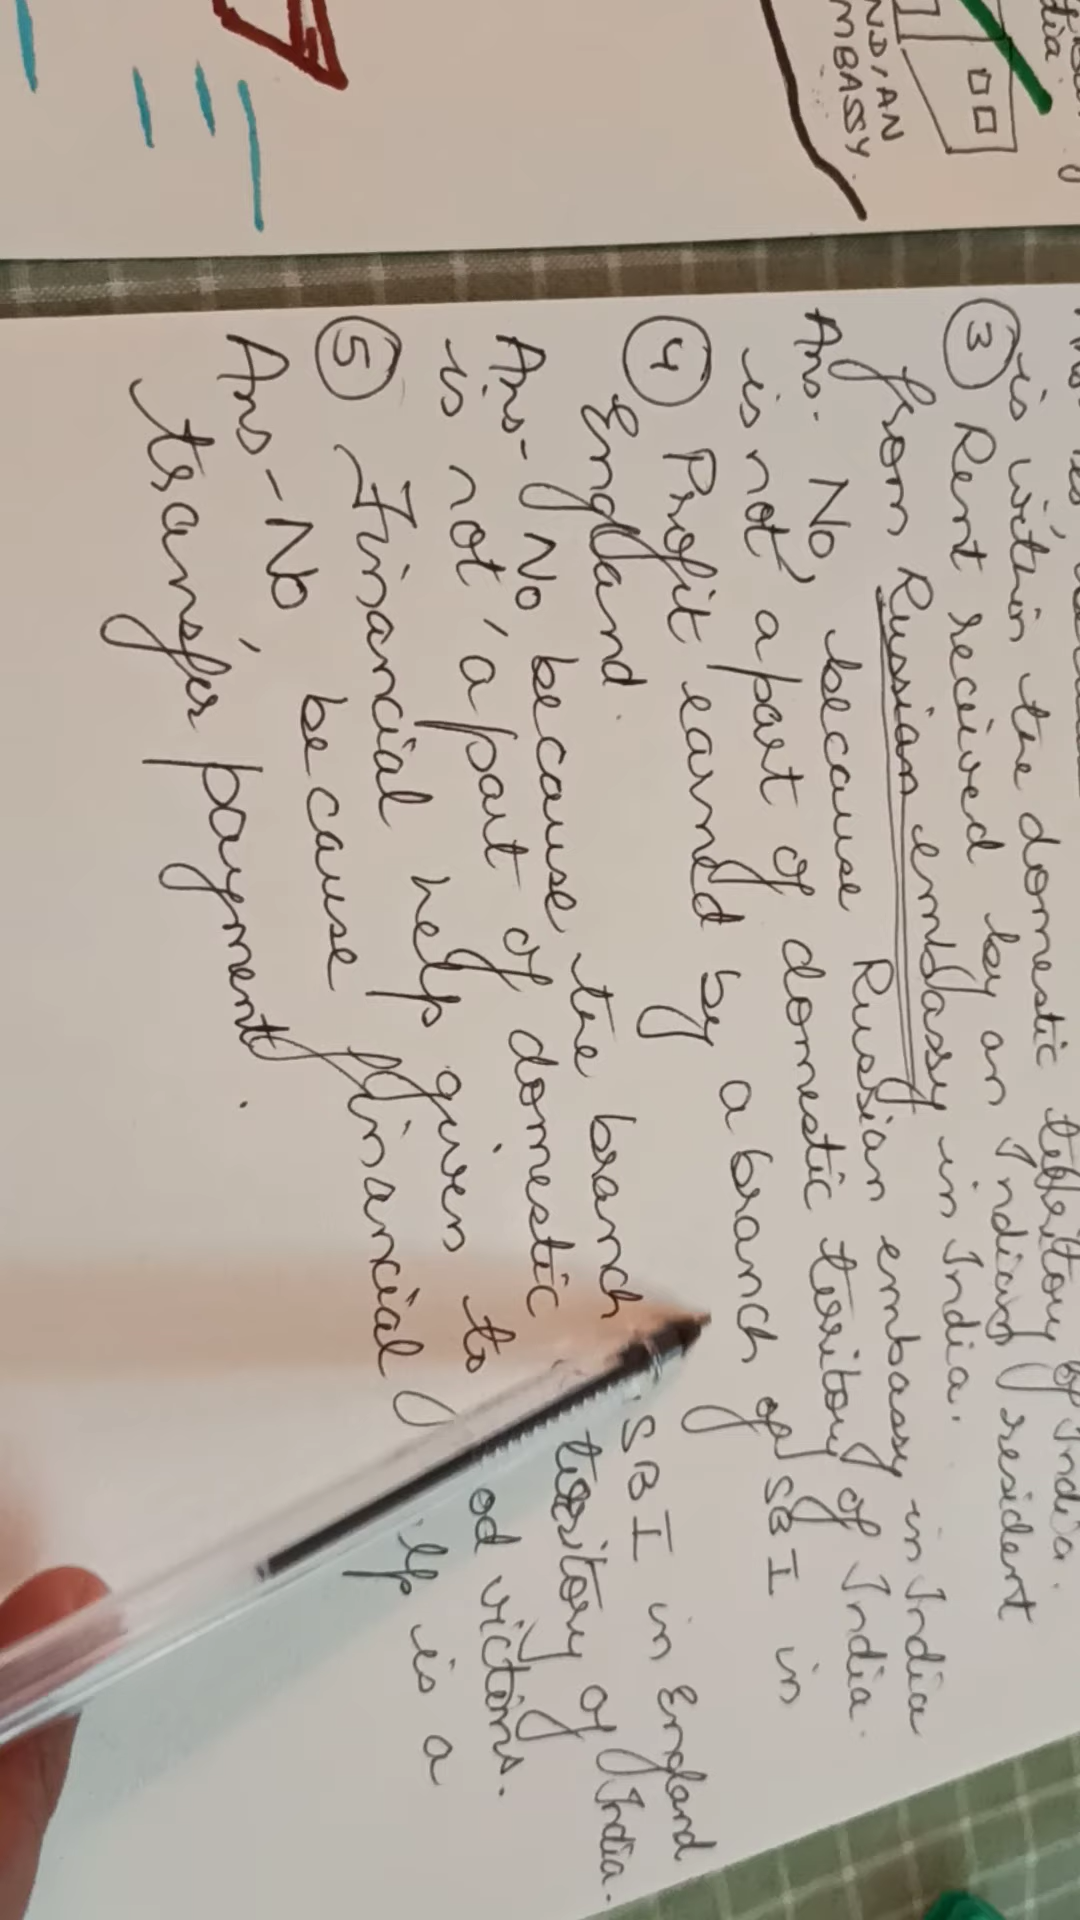 dia.
INDIAN
EMBASSY.
is within the domestic territory of India.
③ Rent received by an Indian resident
from Russian embassy in India.
Ans. No, because Russian embassy in India
is not a part of domestic territory of India.
④ Profit earned by a branch of SBI in
England.
Ans- No because the branch SBI in England
is not a part of domestic territory of India.
⑤ Financial help given to victims.
Ans- No because financial is a
transfer payment.